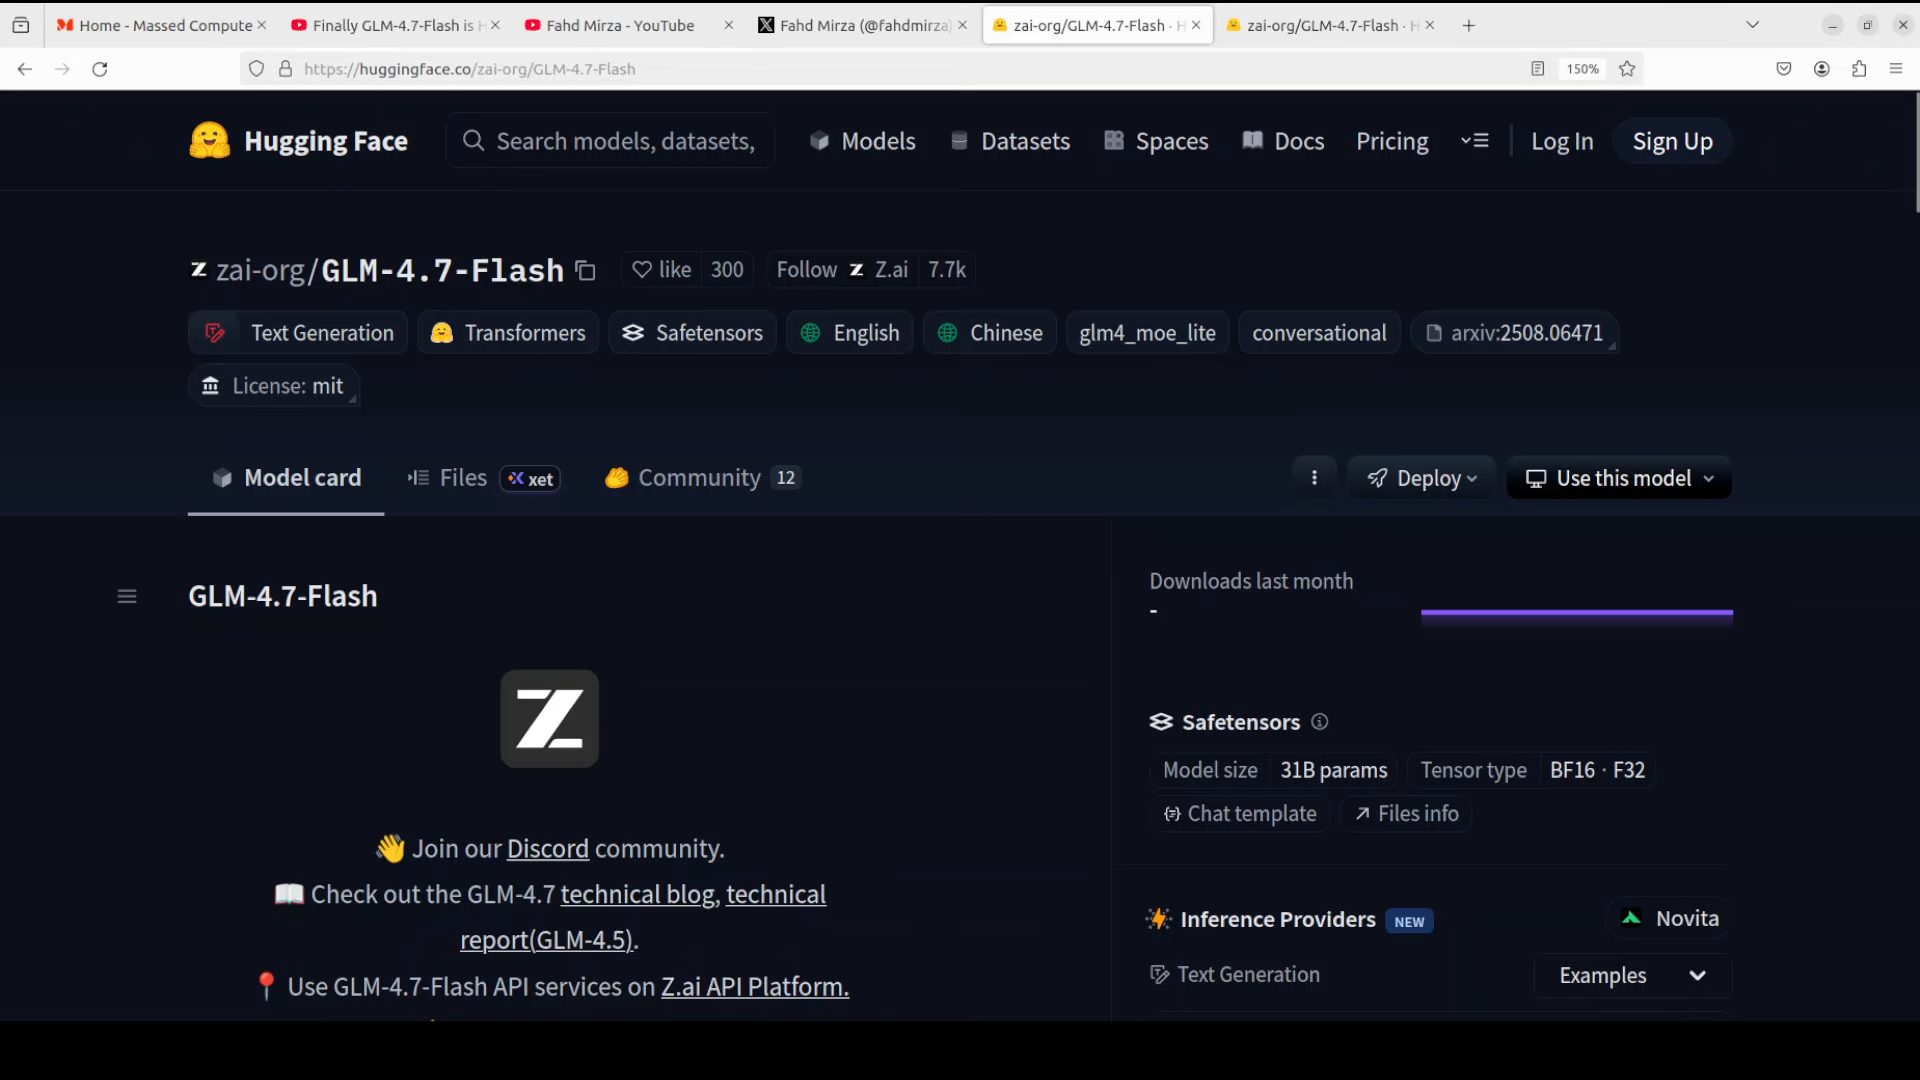 Home - Massed Compute
Finally GLM-4.7-Flash is H
Fahd Mirza - YouTube
Fahd Mirza (@fahdmirza)
zai-org/GLM-4.7-Flash · H
zai-org/GLM-4.7-Flash · H
https://huggingface.co/zai-org/GLM-4.7-Flash
150%
Hugging Face
Search models, datasets,
Models
Datasets
Spaces
Docs
Pricing
Log In
Sign Up
zai-org/GLM-4.7-Flash
like 300
Follow Z.ai 7.7k
Text Generation
Transformers
Safetensors
English
Chinese
glm4_moe_lite
conversational
arxiv:2508.06471
License: mit
Model card
Files xet
Community 12
Deploy
Use this model
GLM-4.7-Flash
Z
👋 Join our Discord community.
📖 Check out the GLM-4.7 technical blog, technical
report(GLM-4.5).
📍 Use GLM-4.7-Flash API services on Z.ai API Platform.
Downloads last month
-
Safetensors
Model size 31B params
Tensor type BF16 · F32
Chat template
Files info
Inference Providers NEW
Novita
Text Generation
Examples